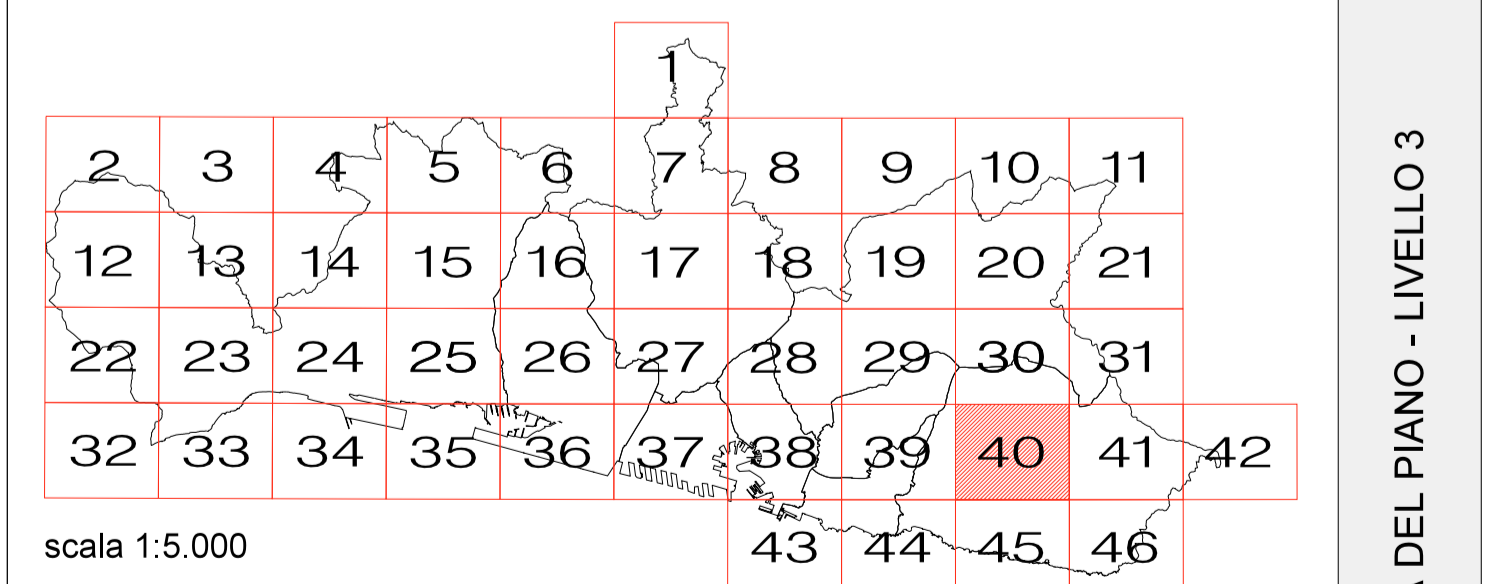 1
2 3 4 5 6 7 8 9 10 11
12 13 14 15 16 17 18 19 20 21
22 23 24 25 26 27 28 29 30 31
32 33 34 35 36 37 38 39 40 41 42
43 44 45 46
scala 1:5.000
DEL PIANO - LIVELLO 3